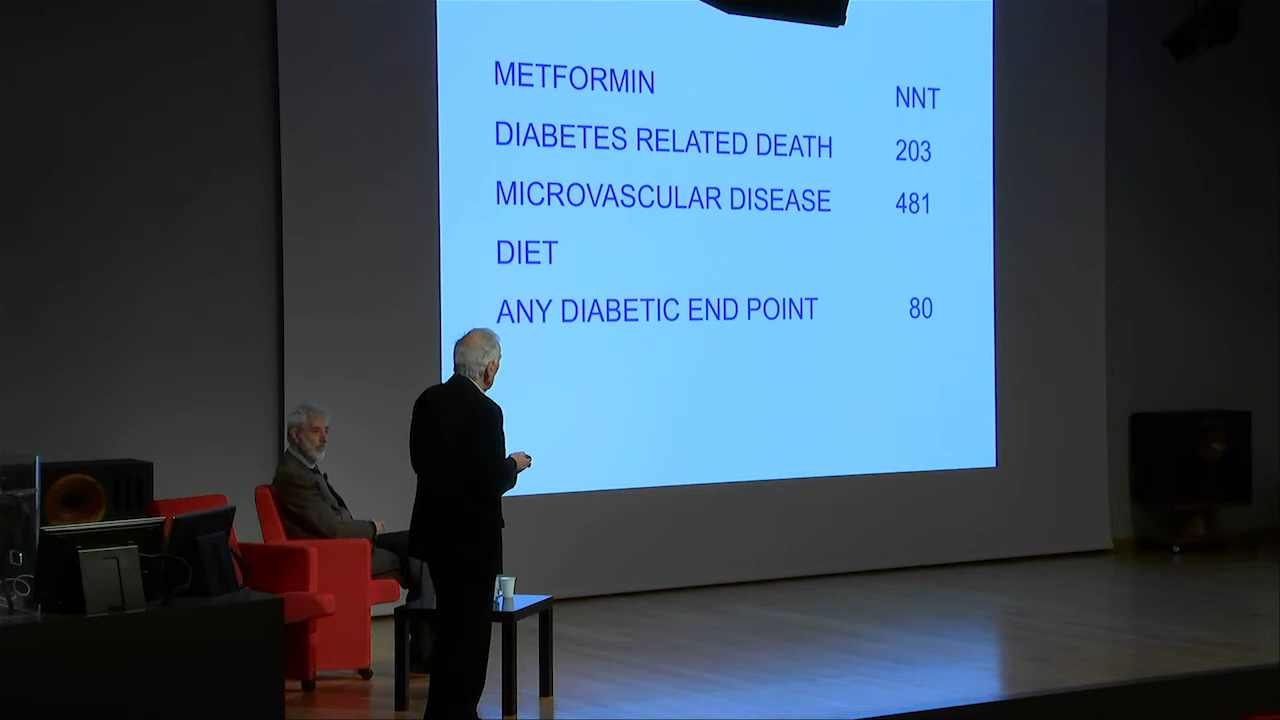 METFORMIN NNT
DIABETES RELATED DEATH 203
MICROVASCULAR DISEASE 481
DIET
ANY DIABETIC END POINT 80